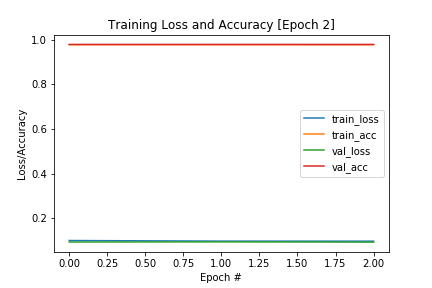 Training Loss and Accuracy [Epoch 2]
1.0
0.8
0.6
0.4
0.2
Loss/Accuracy
train_loss
train_acc
val_loss
val_acc
0.00 0.25 0.50 0.75 1.00 1.25 1.50 1.75 2.00
Epoch #